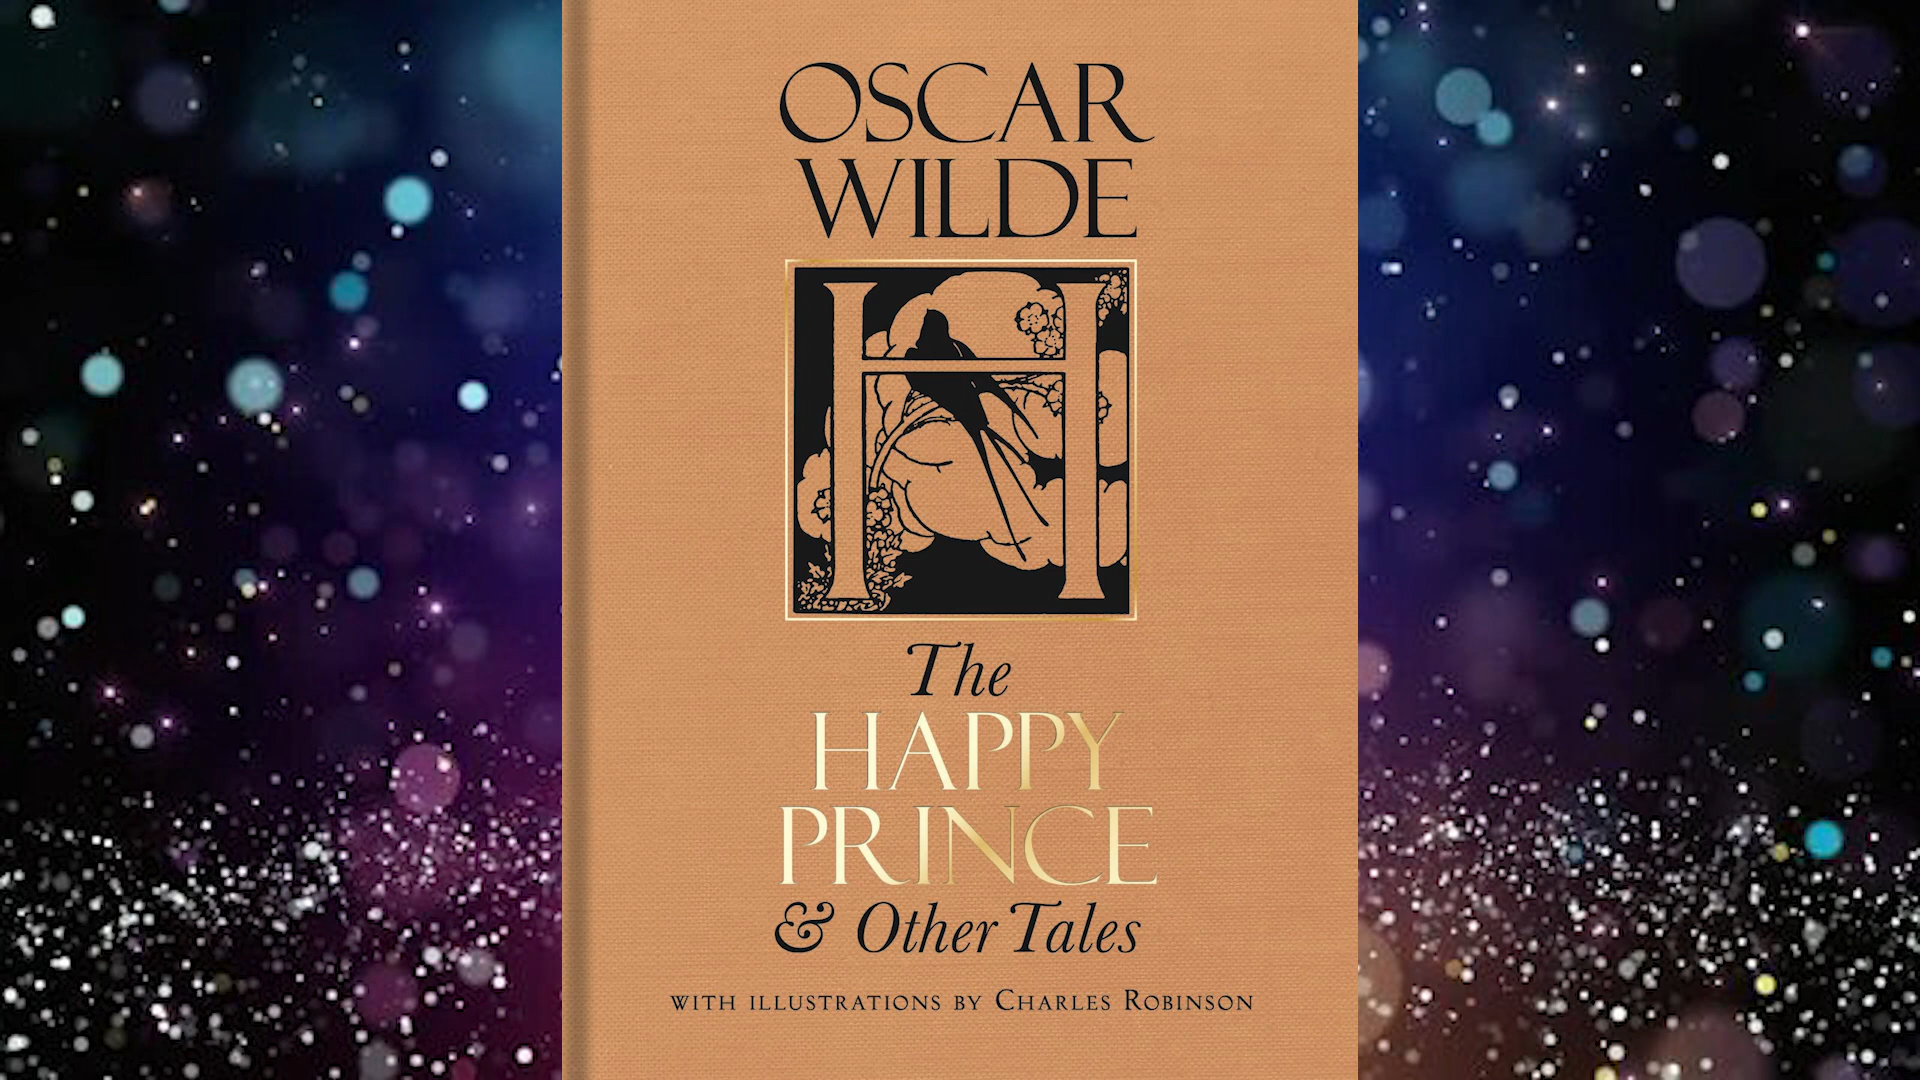 OSCAR
WILDE
H
The
HAPPY
PRINCE
& Other Tales
WITH ILLUSTRATIONS BY CHARLES ROBINSON